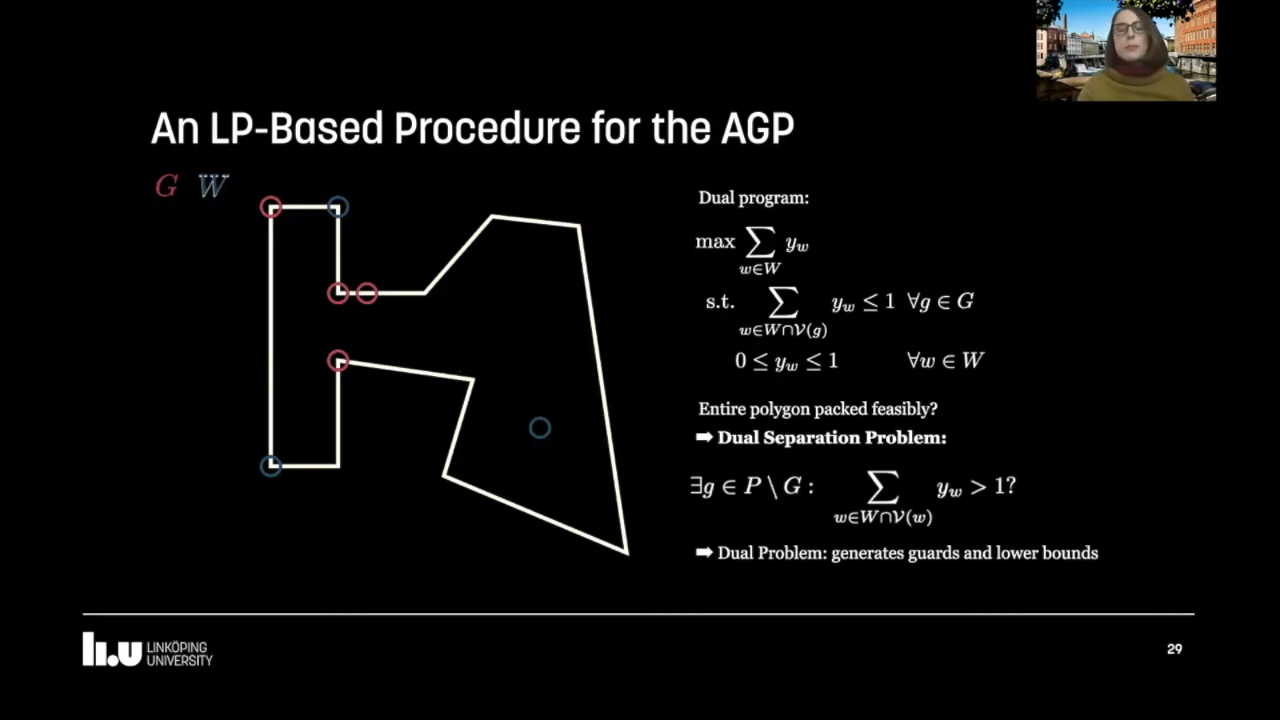 An LP-Based Procedure for the AGP
G W
Dual program:
max ∑ y_w
w∈W
s.t. ∑ y_w ≤ 1 ∀g ∈ G
w∈W∩𝒱(g)
0 ≤ y_w ≤ 1 ∀w ∈ W
Entire polygon packed feasibly?
➡ Dual Separation Problem:
∃g ∈ P \ G : ∑ y_w > 1?
w∈W∩𝒱(w)
➡ Dual Problem: generates guards and lower bounds
li.u LINKÖPING
UNIVERSITY
29